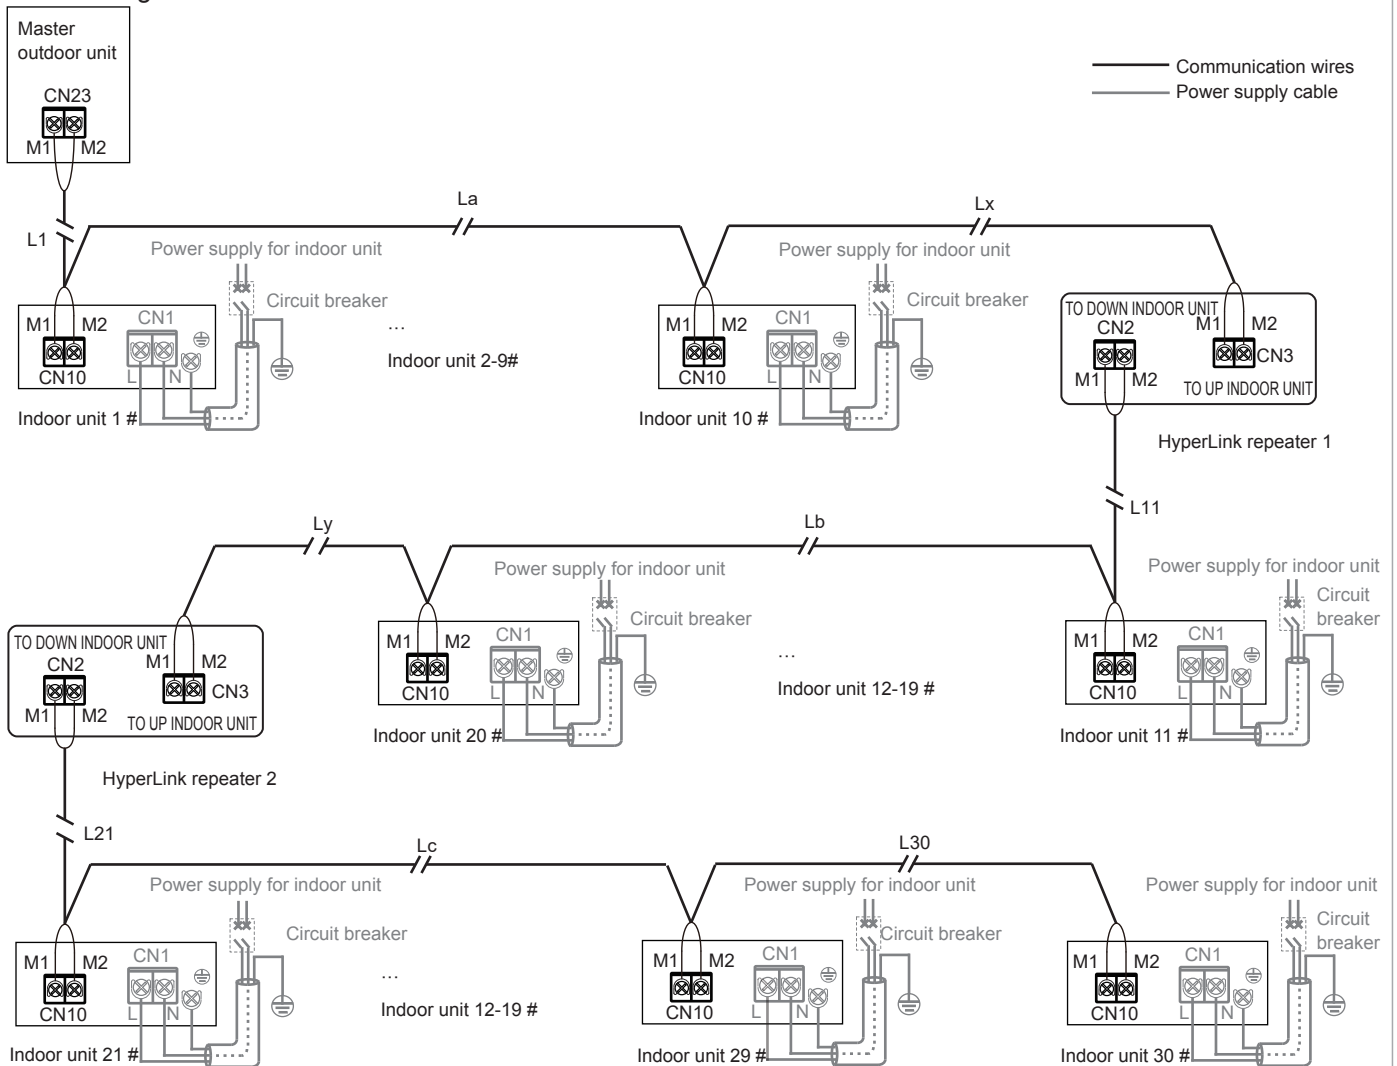 Master
outdoor unit
CN23
M1 M2
Communication wires
Power supply cable
L1
La
Lx
Power supply for indoor unit
Power supply for indoor unit
Circuit breaker
Circuit breaker
M1 M2 CN1
CN10 L N
Indoor unit 1 #
...
Indoor unit 2-9#
M1 M2 CN1
CN10 L N
Indoor unit 10 #
TO DOWN INDOOR UNIT
CN2
M1 M2
M1 M2
CN3
TO UP INDOOR UNIT
HyperLink repeater 1
L11
Ly
Lb
Power supply for indoor unit
Power supply for indoor unit
Circuit breaker
Circuit
breaker
TO DOWN INDOOR UNIT
CN2
M1 M2
M1 M2
CN3
TO UP INDOOR UNIT
HyperLink repeater 2
M1 M2 CN1
CN10 L N
Indoor unit 20 #
...
Indoor unit 12-19 #
M1 M2 CN1
CN10 L N
Indoor unit 11 #
L21
Lc
L30
Power supply for indoor unit
Power supply for indoor unit
Power supply for indoor unit
Circuit breaker
Circuit breaker
Circuit
breaker
M1 M2 CN1
CN10 L N
Indoor unit 21 #
...
Indoor unit 12-19 #
M1 M2 CN1
CN10 L N
Indoor unit 29 #
M1 M2 CN1
CN10 L N
Indoor unit 30 #